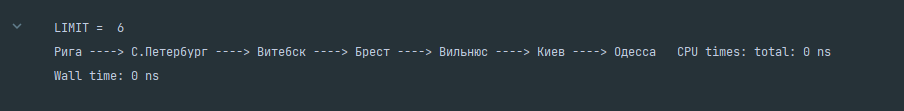 LIMIT =  6
Рига ----> С.Петербург ----> Витебск ----> Брест ----> Вильнюс ----> Киев ----> Одесса   CPU times: total: 0 ns
Wall time: 0 ns